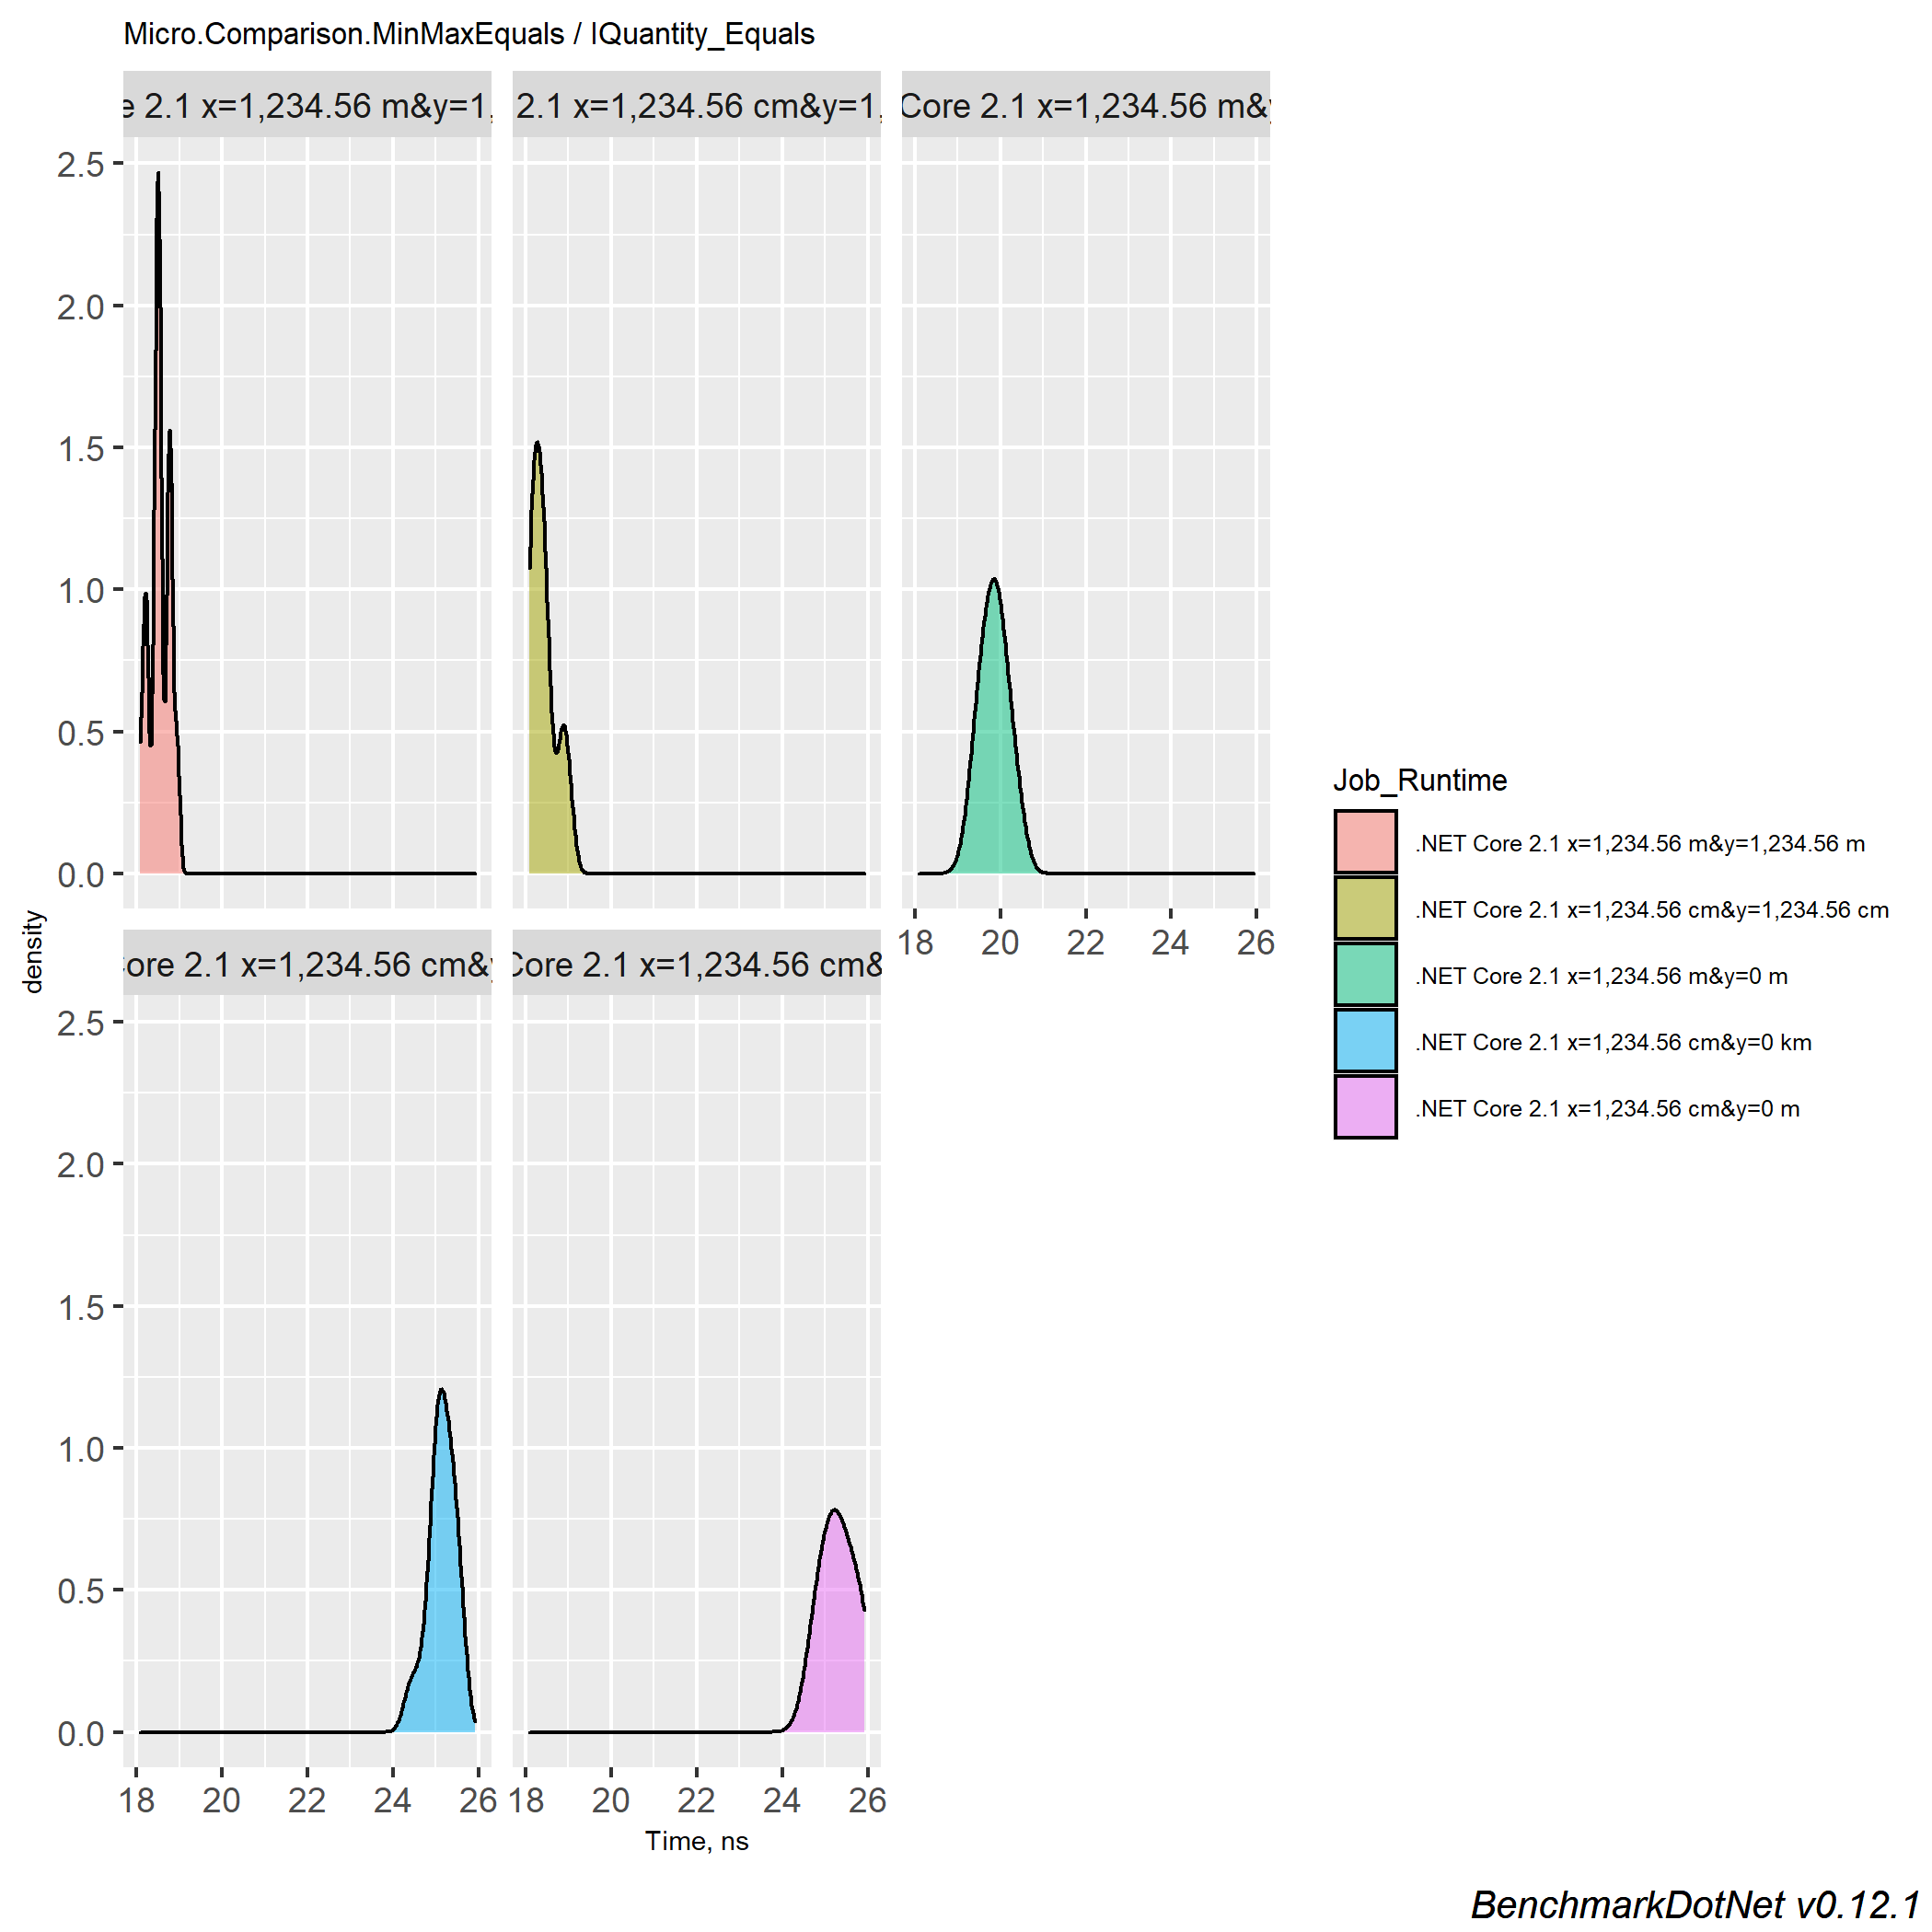 Micro.Comparison.MinMaxEquals / IQuantity_Equals
e 2.1 x=1,234.56 m&y=1,
2.1 x=1,234.56 cm&y=1,
Core 2.1 x=1,234.56 m&y
2.5
2.0
1.5
1.0
0.5
0.0
18 20 22 24 26
density
Core 2.1 x=1,234.56 cm&y
Core 2.1 x=1,234.56 cm&
2.5
2.0
1.5
1.0
0.5
0.0
18 20 22 24 26
18 20 22 24 26
Time, ns
Job_Runtime
.NET Core 2.1 x=1,234.56 m&y=1,234.56 m
.NET Core 2.1 x=1,234.56 cm&y=1,234.56 cm
.NET Core 2.1 x=1,234.56 m&y=0 m
.NET Core 2.1 x=1,234.56 cm&y=0 km
.NET Core 2.1 x=1,234.56 cm&y=0 m
BenchmarkDotNet v0.12.1